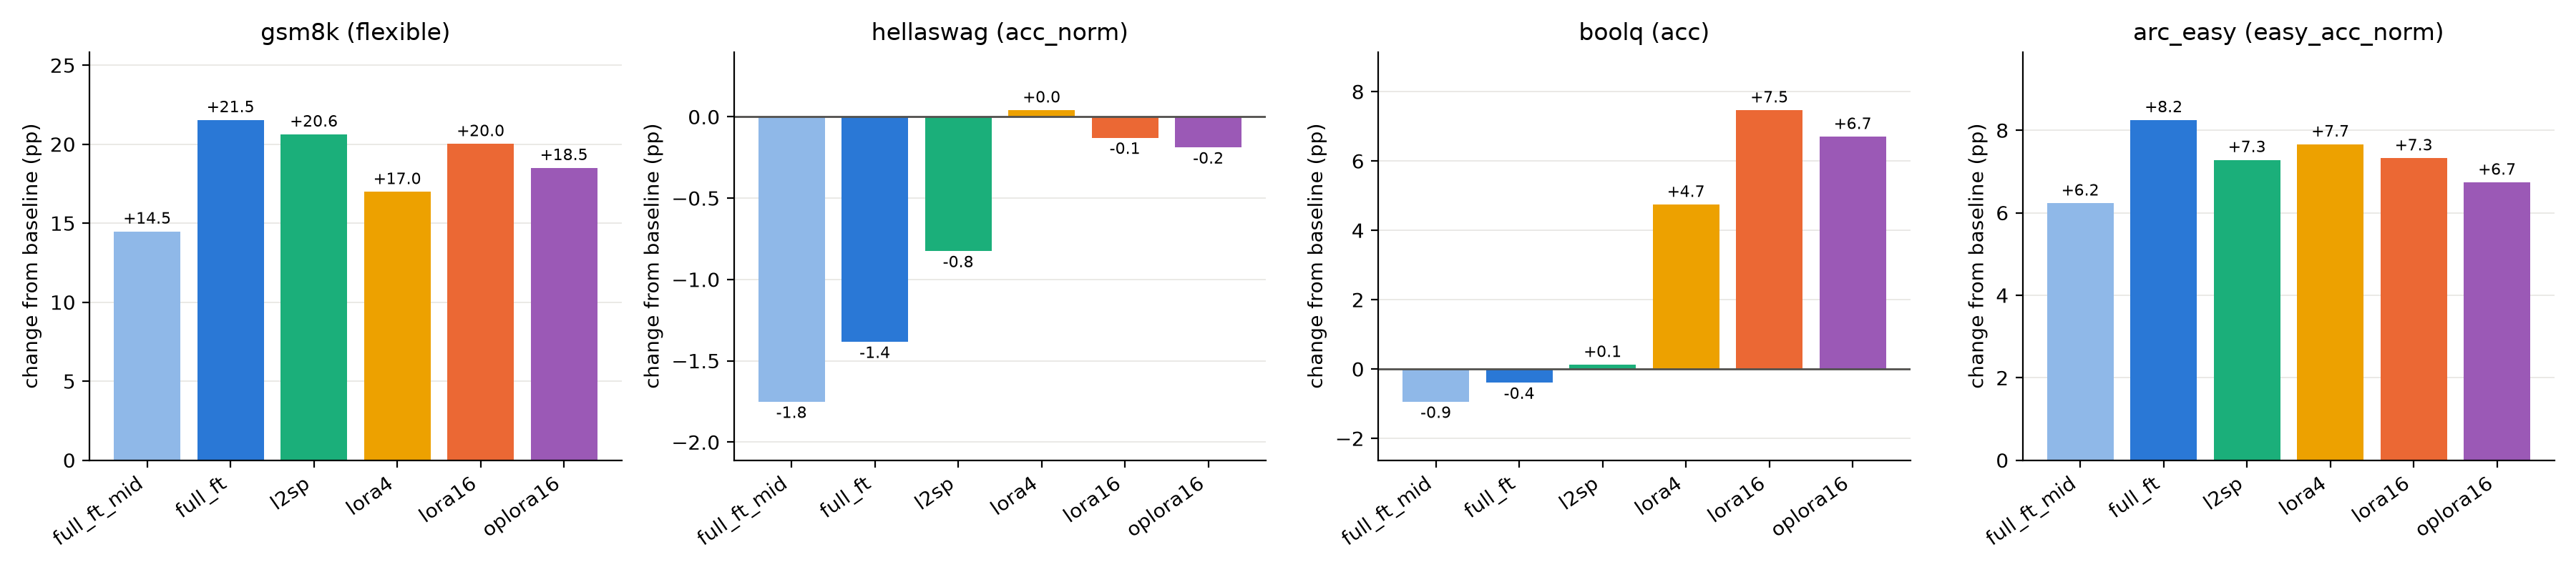 gsm8k (flexible)
change from baseline (pp)
25
20
15
10
5
0
+14.5
+21.5
+20.6
+17.0
+20.0
+18.5
full_ft_mid
full_ft
l2sp
lora4
lora16
oplora16
hellaswag (acc_norm)
change from baseline (pp)
0.0
−0.5
−1.0
−1.5
−2.0
-1.8
-1.4
-0.8
+0.0
-0.1
-0.2
full_ft_mid
full_ft
l2sp
lora4
lora16
oplora16
boolq (acc)
change from baseline (pp)
8
6
4
2
0
−2
-0.9
-0.4
+0.1
+4.7
+7.5
+6.7
full_ft_mid
full_ft
l2sp
lora4
lora16
oplora16
arc_easy (easy_acc_norm)
change from baseline (pp)
8
6
4
2
0
+6.2
+8.2
+7.3
+7.7
+7.3
+6.7
full_ft_mid
full_ft
l2sp
lora4
lora16
oplora16